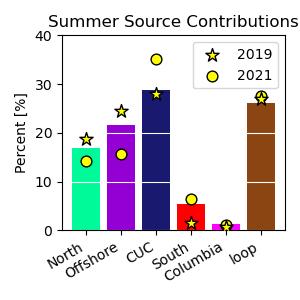 Summer Source Contributions
40
30
20
10
0
Percent [%]
2019
2021
North
Offshore
CUC
South
Columbia
loop